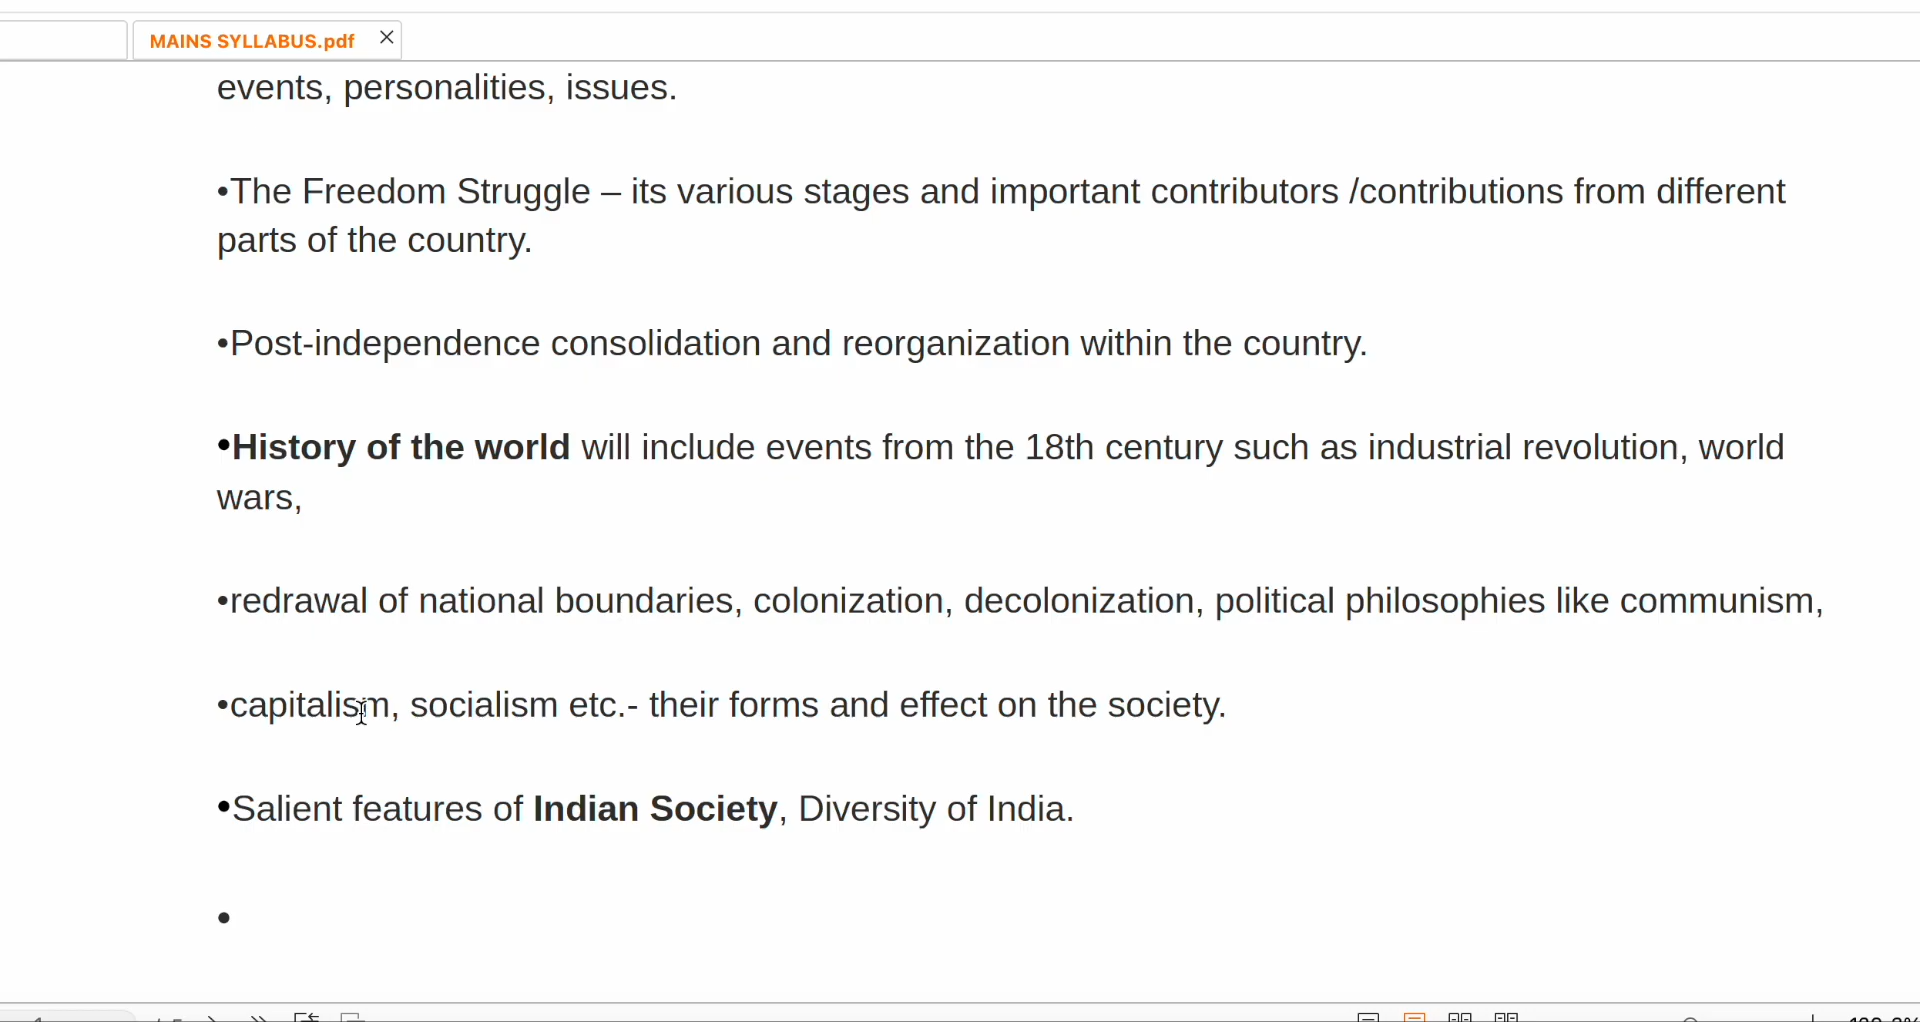 MAINS SYLLABUS.pdf
events, personalities, issues.
•The Freedom Struggle – its various stages and important contributors /contributions from different
parts of the country.
•Post-independence consolidation and reorganization within the country.
•History of the world will include events from the 18th century such as industrial revolution, world
wars,
•redrawal of national boundaries, colonization, decolonization, political philosophies like communism,
•capitalism, socialism etc.- their forms and effect on the society.
•Salient features of Indian Society, Diversity of India.
•